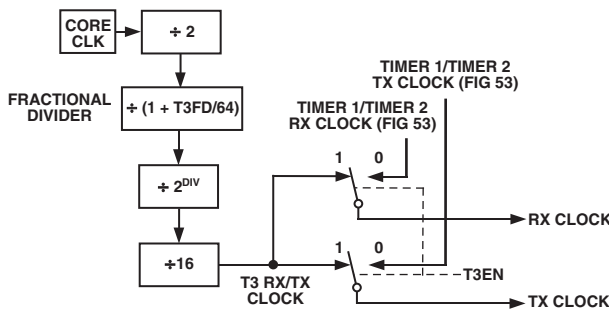 CORE
CLK
÷ 2
FRACTIONAL
DIVIDER
÷ (1 + T3FD/64)
÷ 2DIV
÷16
T3 RX/TX
CLOCK
TIMER 1/TIMER 2
TX CLOCK (FIG 53)
TIMER 1/TIMER 2
RX CLOCK (FIG 53)
1 0
RX CLOCK
1 0
T3EN
TX CLOCK